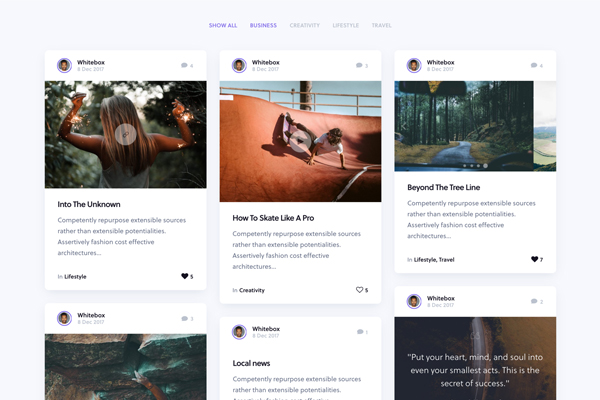 SHOW ALL BUSINESS CREATIVITY LIFESTYLE TRAVEL
Whitebox
8 Dec 2017
4
Into The Unknown
Competently repurpose extensible sources
rather than extensible potentialities.
Assertively fashion cost effective
architectures...
In Lifestyle
5
Whitebox
8 Dec 2017
3
Whitebox
8 Dec 2017
5
How To Skate Like A Pro
Competently repurpose extensible sources
rather than extensible potentialities.
Assertively fashion cost effective
architectures...
In Creativity
5
Whitebox
8 Dec 2017
1
Local news
Competently repurpose extensible sources
rather than extensible potentialities.
Whitebox
8 Dec 2017
4
Beyond The Tree Line
Competently repurpose extensible sources
rather than extensible potentialities.
Assertively fashion cost effective
architectures...
In Lifestyle, Travel
7
Whitebox
8 Dec 2017
2
"Put your heart, mind, and soul into
even your smallest acts. This is the
secret of success."